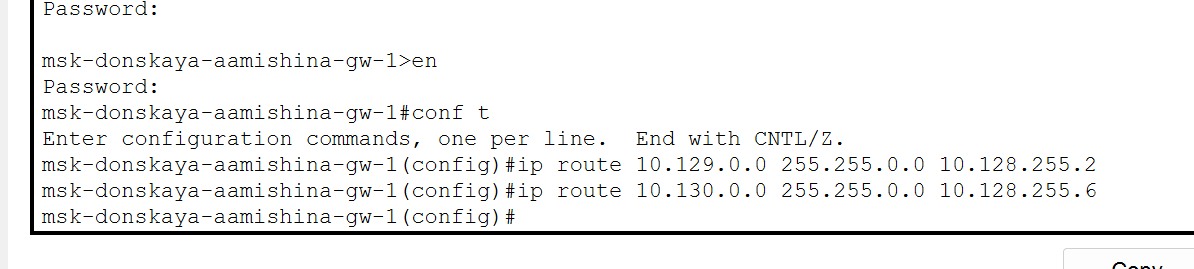 Password:
msk-donskaya-aamishina-gw-1>en
Password:
msk-donskaya-aamishina-gw-1#conf t
Enter configuration commands, one per line.  End with CNTL/Z.
msk-donskaya-aamishina-gw-1(config)#ip route 10.129.0.0 255.255.0.0 10.128.255.2
msk-donskaya-aamishina-gw-1(config)#ip route 10.130.0.0 255.255.0.0 10.128.255.6
msk-donskaya-aamishina-gw-1(config)#
Copy